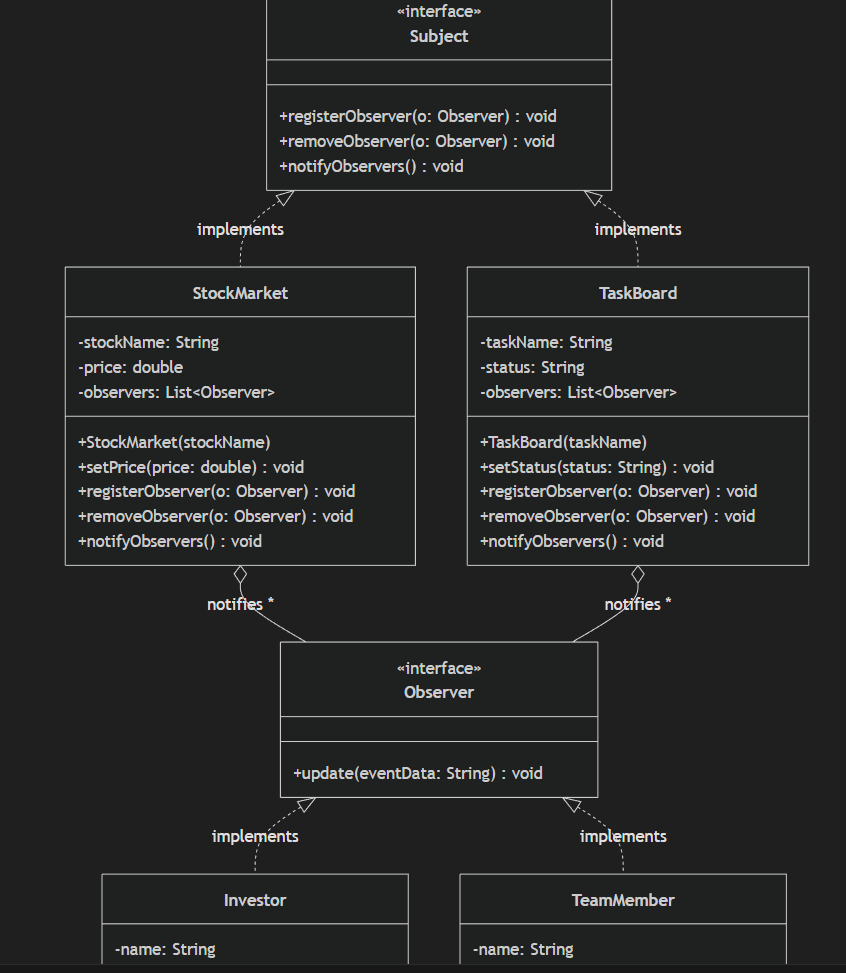 «interface»
Subject
+registerObserver(o: Observer) : void
+removeObserver(o: Observer) : void
+notifyObservers() : void
implements
implements
StockMarket
-stockName: String
-price: double
-observers: List<Observer>
+StockMarket(stockName)
+setPrice(price: double) : void
+registerObserver(o: Observer) : void
+removeObserver(o: Observer) : void
+notifyObservers() : void
TaskBoard
-taskName: String
-status: String
-observers: List<Observer>
+TaskBoard(taskName)
+setStatus(status: String) : void
+registerObserver(o: Observer) : void
+removeObserver(o: Observer) : void
+notifyObservers() : void
notifies *
notifies *
«interface»
Observer
+update(eventData: String) : void
implements
implements
Investor
-name: String
TeamMember
-name: String